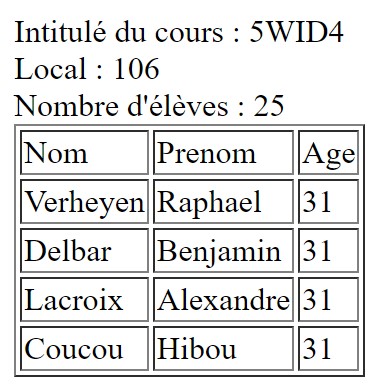 Intitulé du cours : 5WID4
Local : 106
Nombre d'élèves : 25
Nom Prenom Age
Verheyen Raphael 31
Delbar Benjamin 31
Lacroix Alexandre 31
Coucou Hibou 31